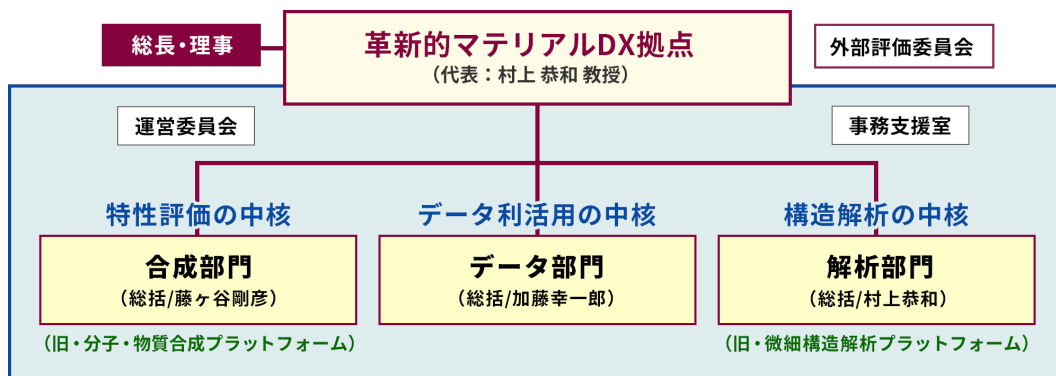 総長・理事
革新的マテリアルDX拠点
（代表：村上 恭和 教授）
外部評価委員会
運営委員会
事務支援室
特性評価の中核
データ利活用の中核
構造解析の中核
合成部門
（総括/藤ヶ谷剛彦）
データ部門
（総括/加藤幸一郎）
解析部門
（総括/村上恭和）
（旧・分子・物質合成プラットフォーム）
（旧・微細構造解析プラットフォーム）